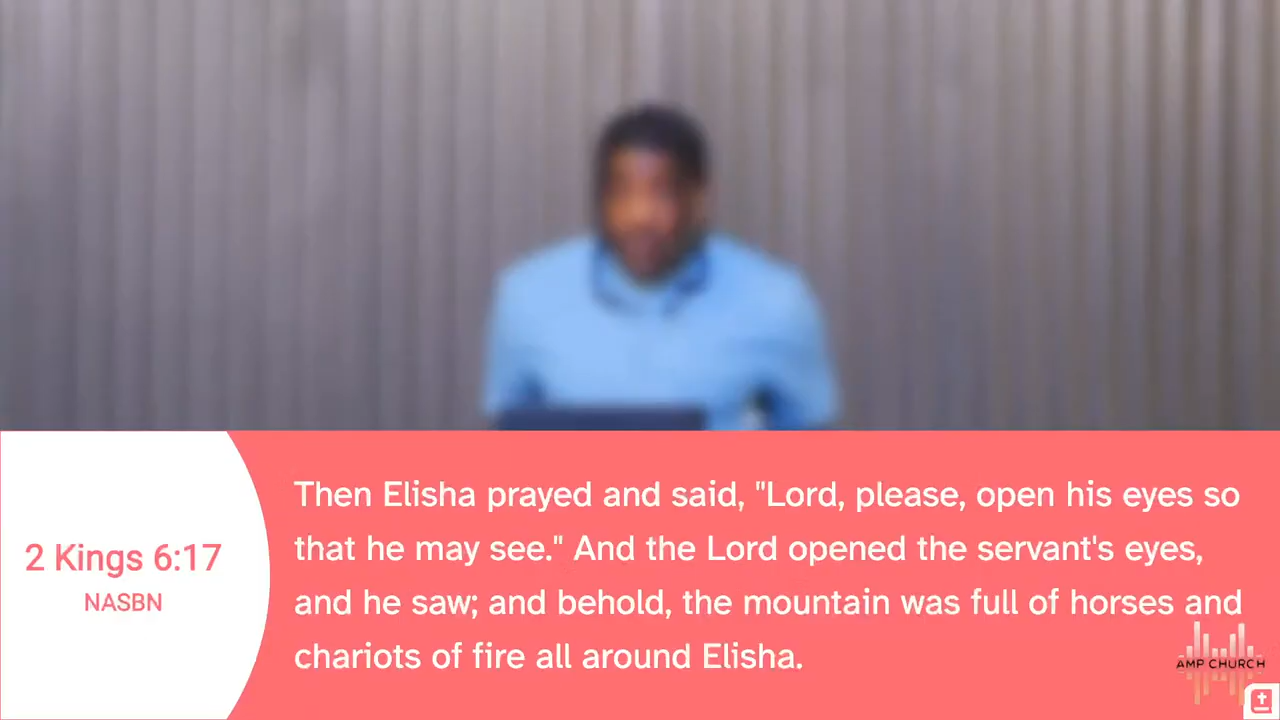 2 Kings 6:17
NASBN
Then Elisha prayed and said, "Lord, please, open his eyes so
that he may see." And the Lord opened the servant's eyes,
and he saw; and behold, the mountain was full of horses and
chariots of fire all around Elisha.
AMP CHURCH